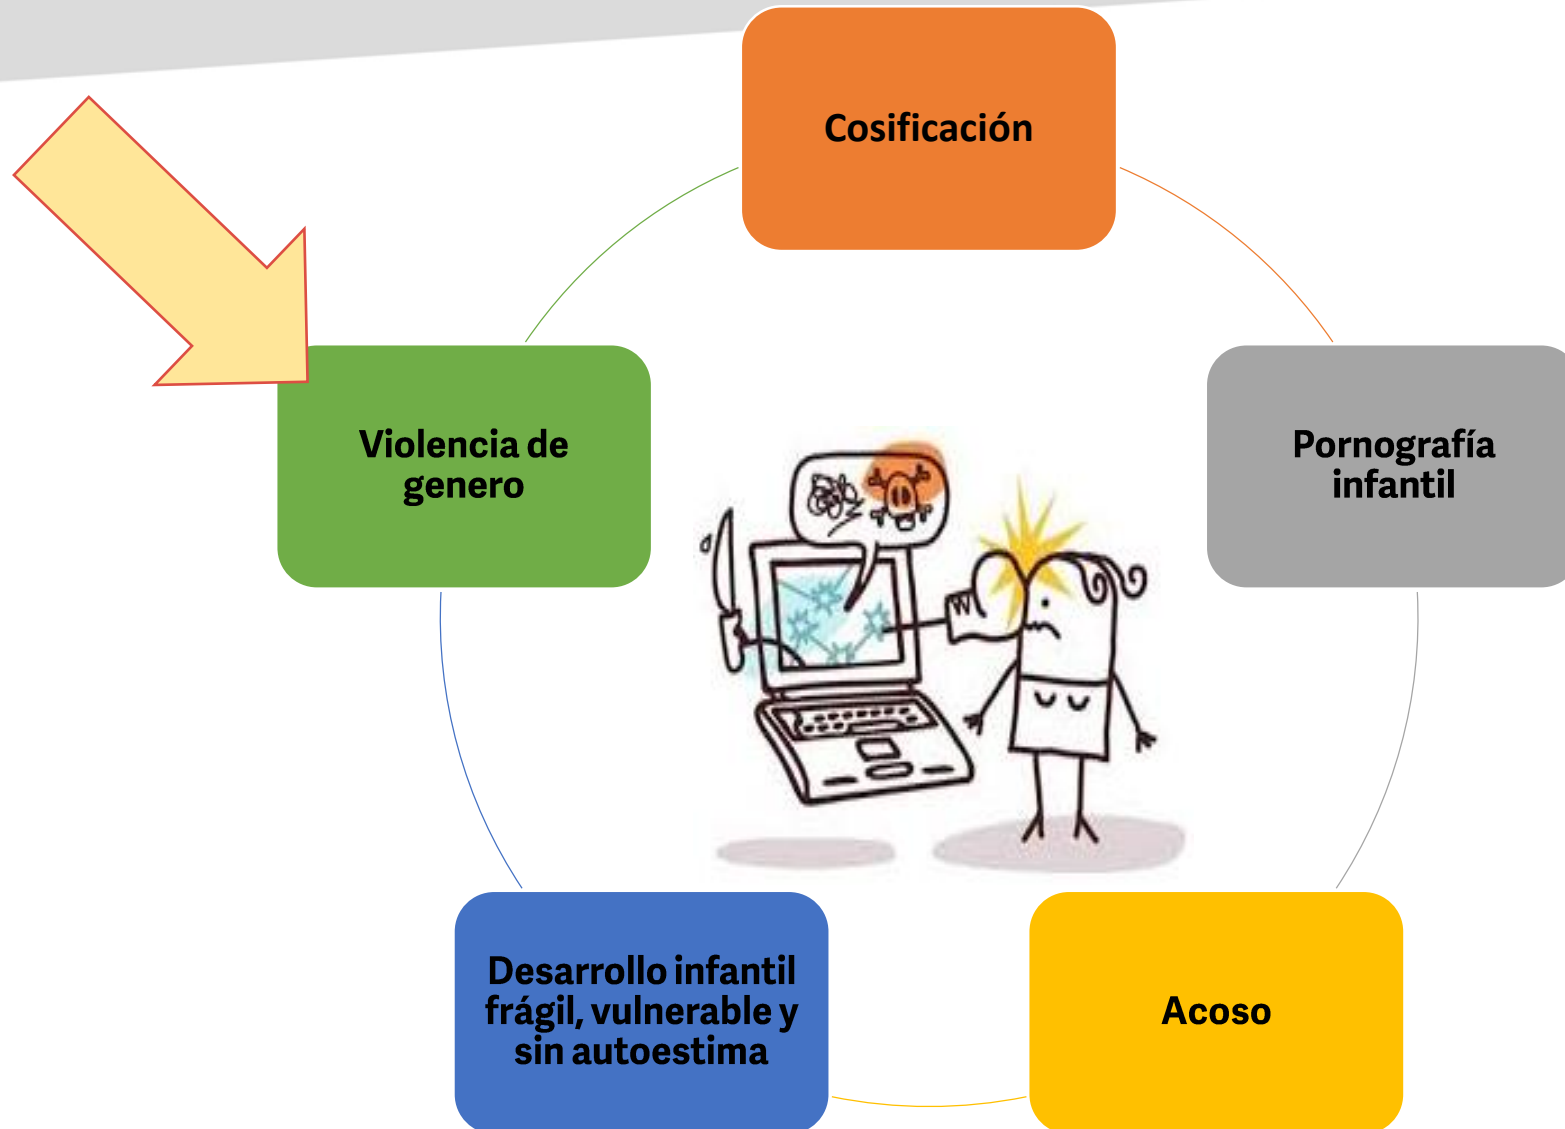 Cosificación
Violencia de
genero
Pornografía
infantil
Desarrollo infantil
frágil, vulnerable y
sin autoestima
Acoso